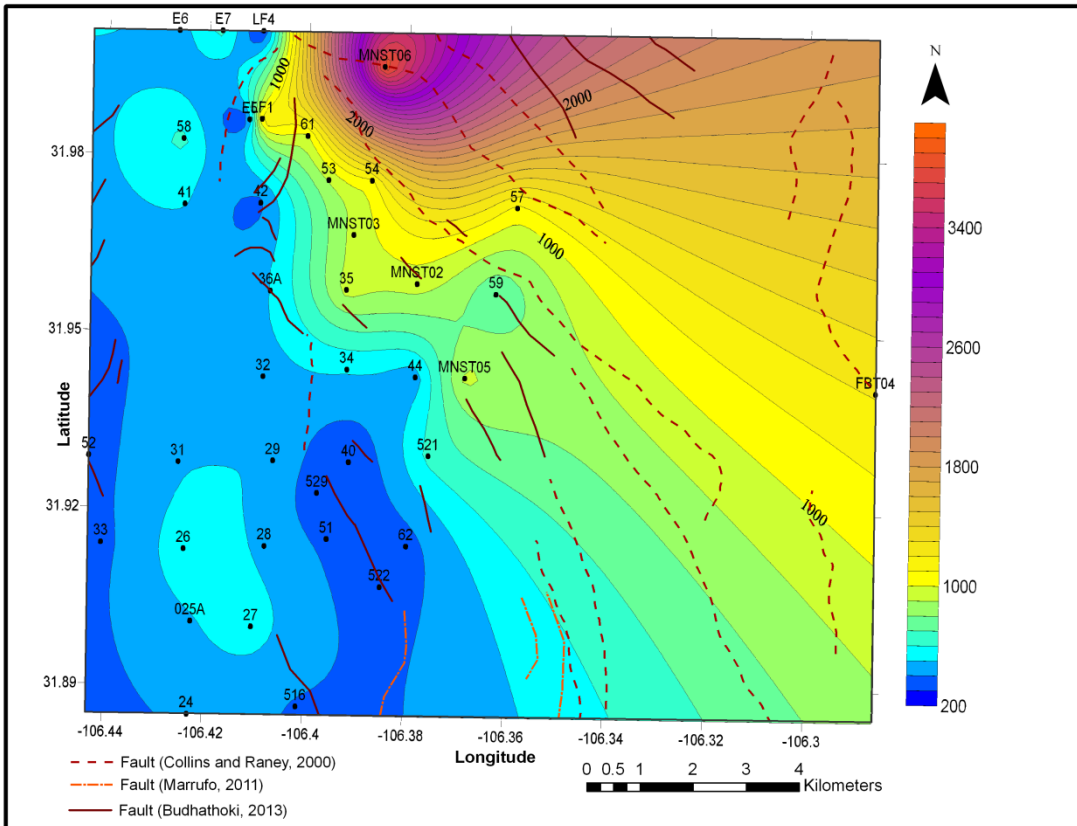 E6 E7 LF4
N
MNST06
1000
2000
2000
E5F1
61
58
31.98
53 54
41 42
57
MNST03
1000
3400
MNST02
36A 35 59
31.95
2600
34
32 44 MNST05
FBT04
Latitude
52 31 29 40 521
1800
529
31.92
1000
33 26 28 51 62
522
1000
025A 27
31.89
24 516
200
-106.44 -106.42 -106.4 -106.38 -106.36 -106.34 -106.32 -106.3
Longitude
Fault (Collins and Raney, 2000)
0 0.5 1 2 3 4
Kilometers
Fault (Marrufo, 2011)
Fault (Budhathoki, 2013)